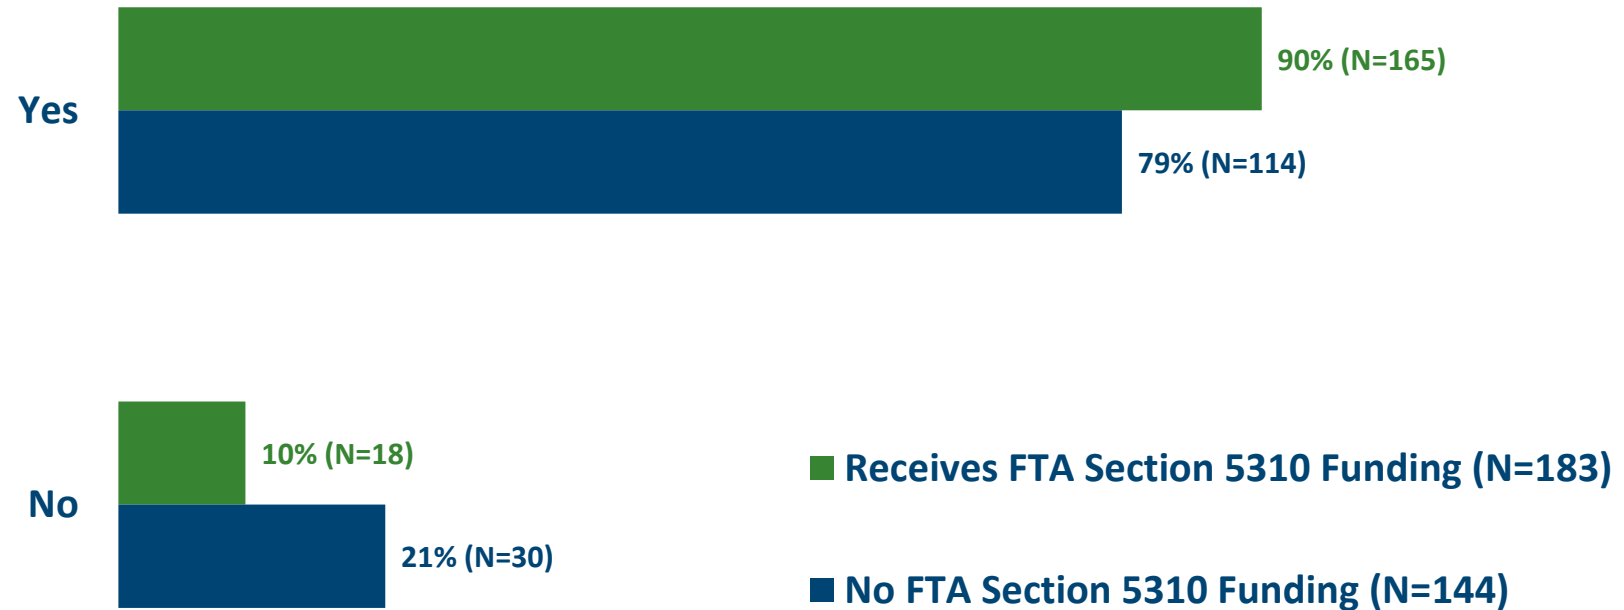 90% (N=165)
Yes
79% (N=114)
10% (N=18)
Receives FTA Section 5310 Funding (N=183)
No
21% (N=30)
No FTA Section 5310 Funding (N=144)